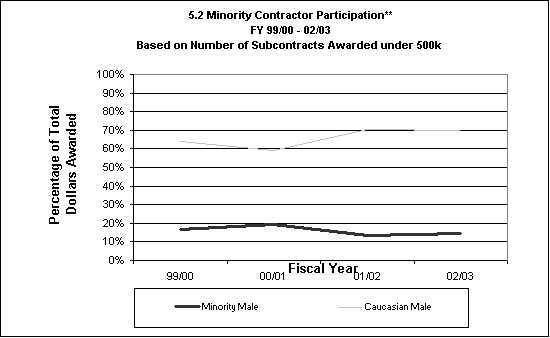 5.2 Minority Contractor Participation**
FY 99/00 - 02/03
Based on Number of Subcontracts Awarded under 500k
Percentage of Total
Dollars Awarded
100%
90%
80%
70%
60%
50%
40%
30%
20%
10%
0%
99/00
00/01
01/02
02/03
Fiscal Year
Minority Male
Caucasian Male